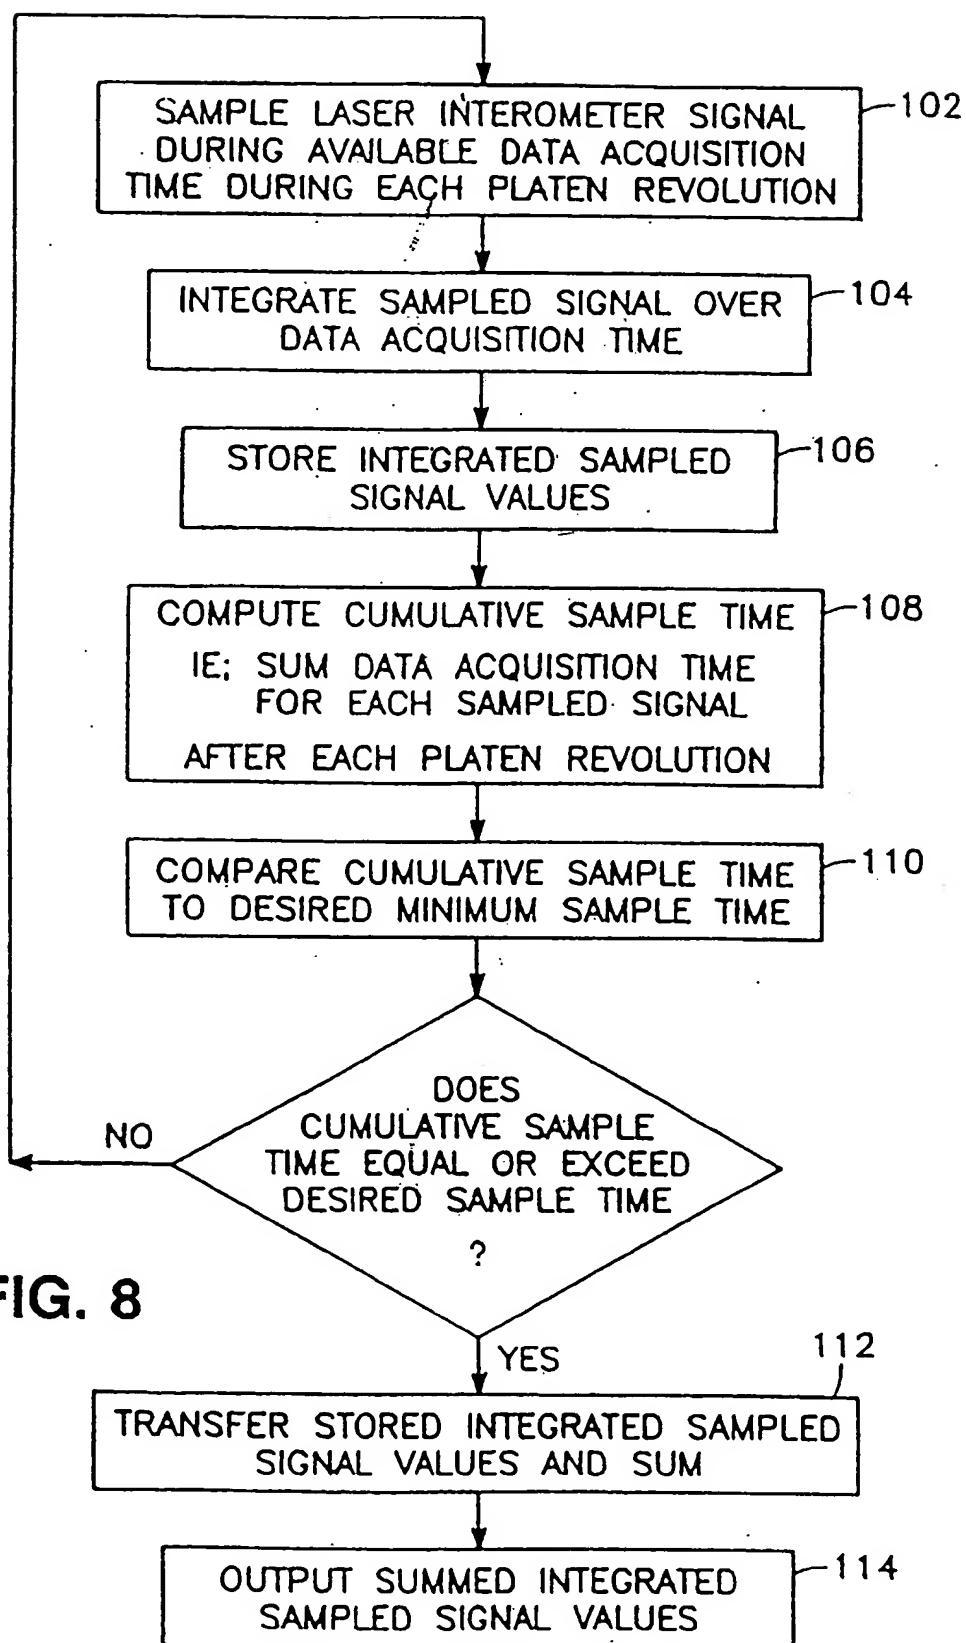 SAMPLE LASER INTEROMETER SIGNAL
DURING AVAILABLE DATA ACQUISITION
TIME DURING EACH PLATEN REVOLUTION
102
INTEGRATE SAMPLED SIGNAL OVER
DATA ACQUISITION TIME
104
STORE INTEGRATED SAMPLED
SIGNAL VALUES
106
COMPUTE CUMULATIVE SAMPLE TIME
IE; SUM DATA ACQUISITION TIME
FOR EACH SAMPLED SIGNAL
AFTER EACH PLATEN REVOLUTION
108
COMPARE CUMULATIVE SAMPLE TIME
TO DESIRED MINIMUM SAMPLE TIME
110
DOES
CUMULATIVE SAMPLE
TIME EQUAL OR EXCEED
DESIRED SAMPLE TIME
?
NO
FIG. 8
YES
112
TRANSFER STORED INTEGRATED SAMPLED
SIGNAL VALUES AND SUM
OUTPUT SUMMED INTEGRATED
SAMPLED SIGNAL VALUES
114